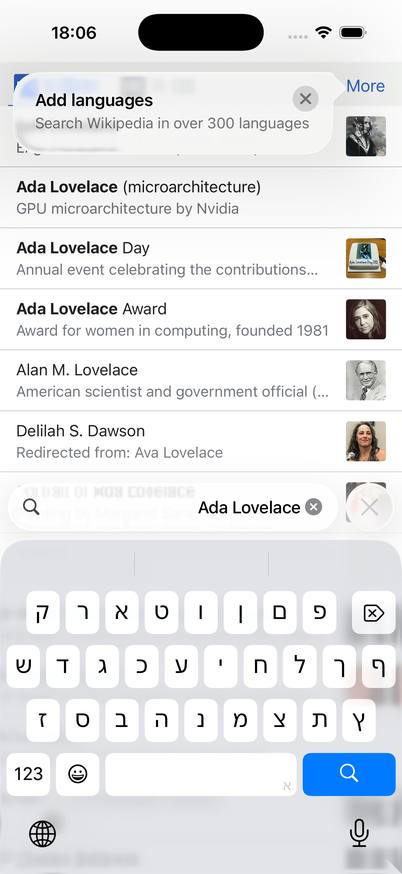 18:06
More
Add languages
Search Wikipedia in over 300 languages
Ada Lovelace (microarchitecture)
GPU microarchitecture by Nvidia
Ada Lovelace Day
Annual event celebrating the contributions...
Ada Lovelace Award
Award for women in computing, founded 1981
Alan M. Lovelace
American scientist and government official (...
Delilah S. Dawson
Redirected from: Ava Lovelace
Ada Lovelace
ק ר א ט ו ן ם פ
ש ד ג כ ע י ח ל ך ף
ז ס ב ה נ מ צ ת ץ
123
א